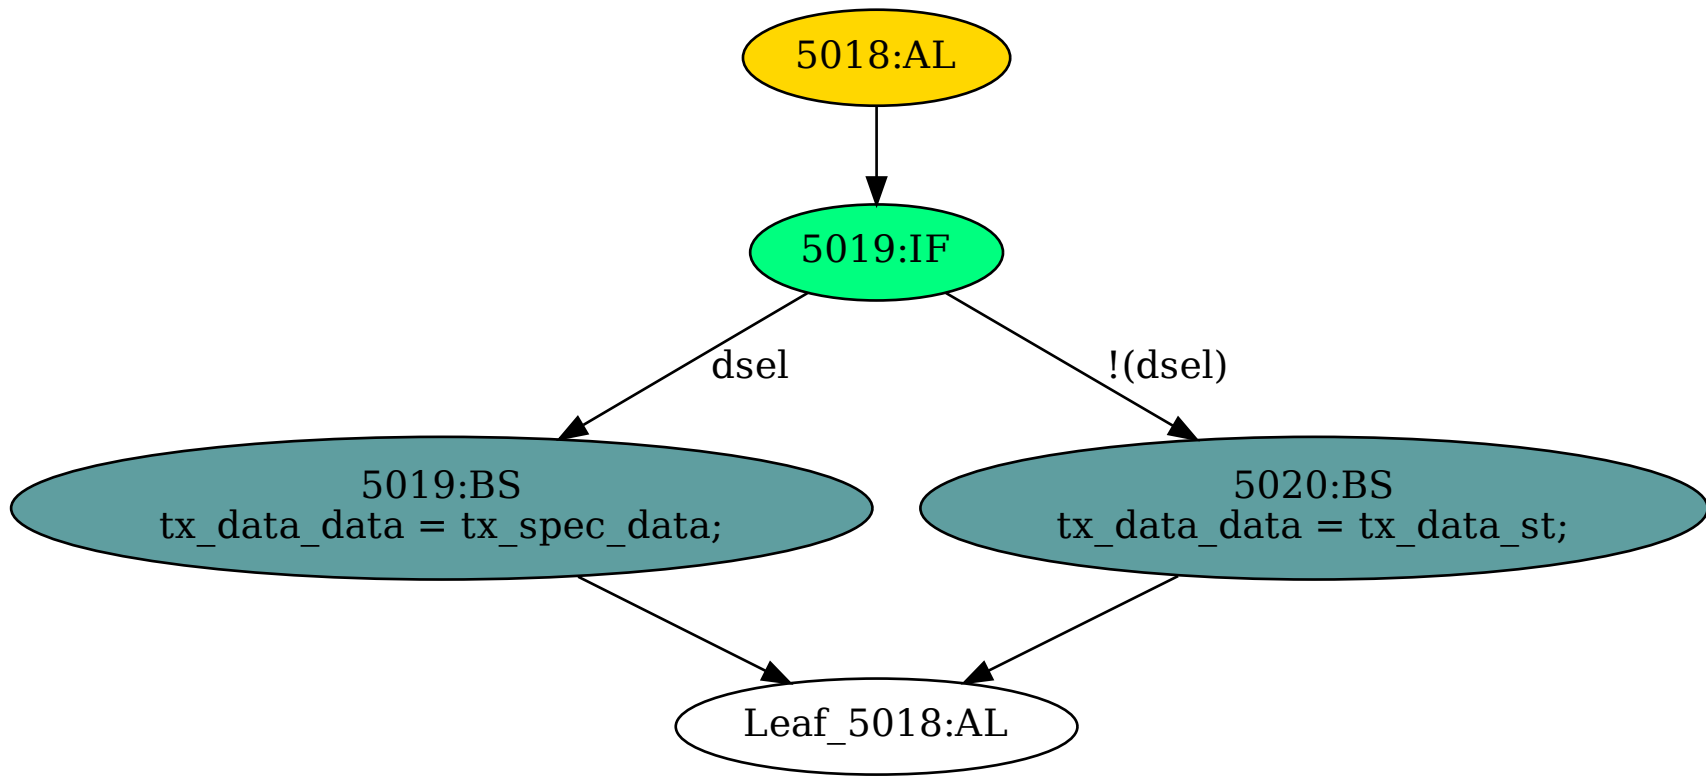 5018:AL
5019:IF
dsel
!(dsel)
5019:BS
tx_data_data = tx_spec_data;
5020:BS
tx_data_data = tx_data_st;
Leaf_5018:AL